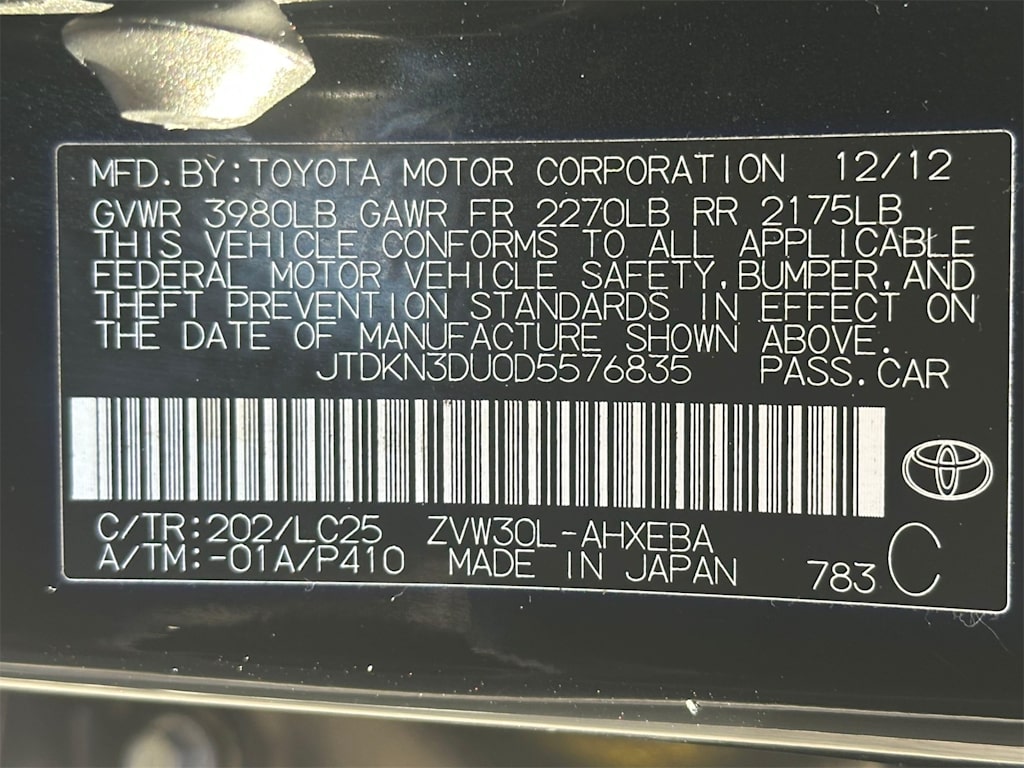 MFD.BY:TOYOTA MOTOR CORPORATION 12/12
GVWR 3980LB GAWR FR 2270LB RR 2175LB
THIS VEHICLE CONFORMS TO ALL APPLICABLE
FEDERAL MOTOR VEHICLE SAFETY,BUMPER,AND
THEFT PREVENTION STANDARDS IN EFFECT ON
THE DATE OF MANUFACTURE SHOWN ABOVE.
JTDKN3DU0D5576835 PASS.CAR
C/TR:202/LC25 ZVW30L-AHXEBA
A/TM:-01A/P410 MADE IN JAPAN 783 C